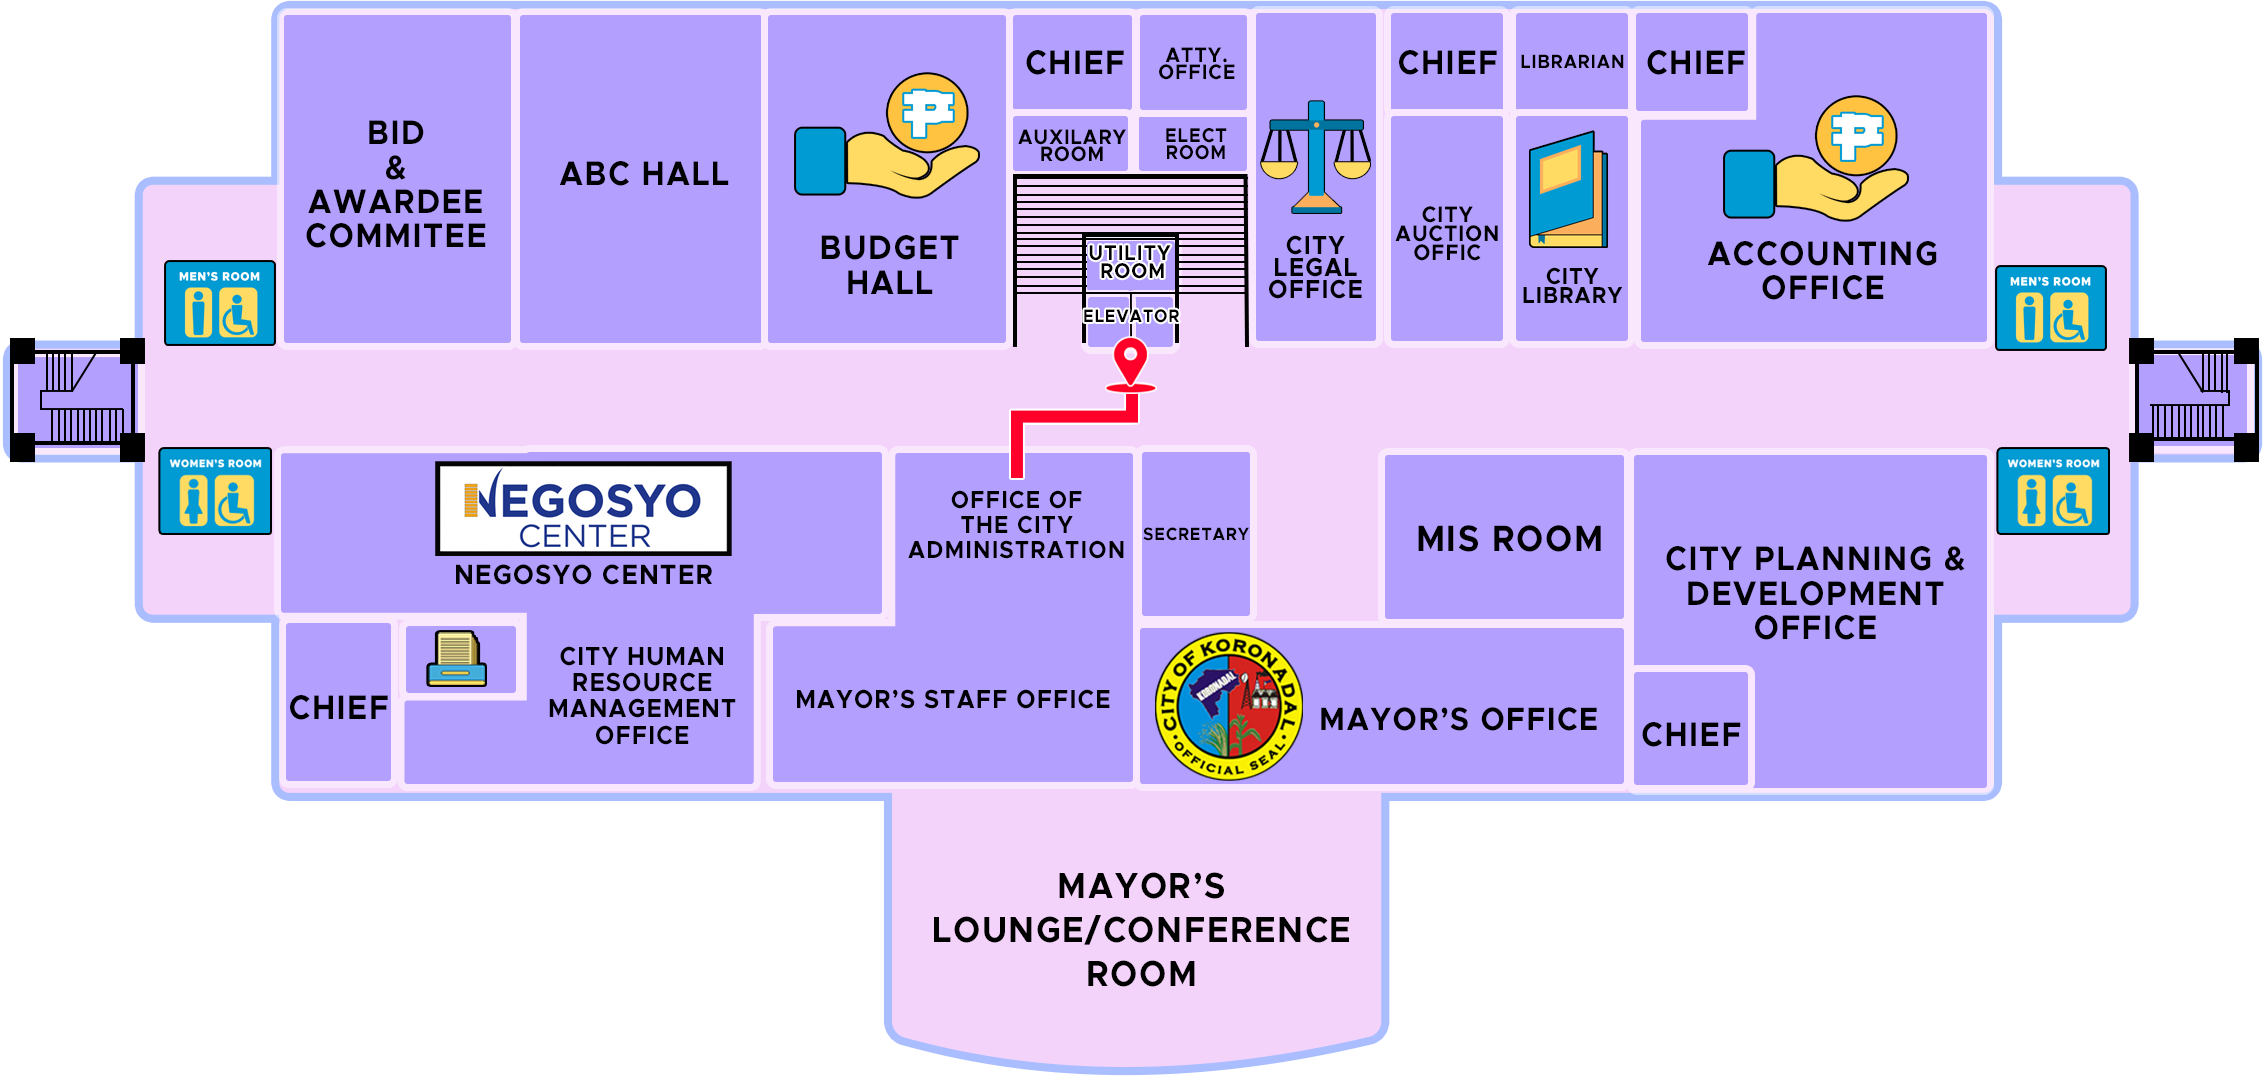 BID
&
AWARDEE
COMMITEE
ABC HALL
BUDGET
HALL
CHIEF
ATTY.
OFFICE
AUXILARY
ROOM
ELECT
ROOM
UTILITY
ROOM
ELEVATOR
CITY
LEGAL
OFFICE
CHIEF
CITY
AUCTION
OFFIC
LIBRARIAN
CITY
LIBRARY
CHIEF
ACCOUNTING
OFFICE
MEN'S ROOM
MEN'S ROOM
WOMEN'S ROOM
WOMEN'S ROOM
NEGOSYO
CENTER
NEGOSYO CENTER
CHIEF
CITY HUMAN
RESOURCE
MANAGEMENT
OFFICE
OFFICE OF
THE CITY
ADMINISTRATION
SECRETARY
MAYOR'S STAFF OFFICE
CITY OF KORONADAL
KORONADAL
OFFICIAL SEAL
MAYOR'S OFFICE
MIS ROOM
CITY PLANNING &
DEVELOPMENT
OFFICE
CHIEF
MAYOR'S
LOUNGE/CONFERENCE
ROOM